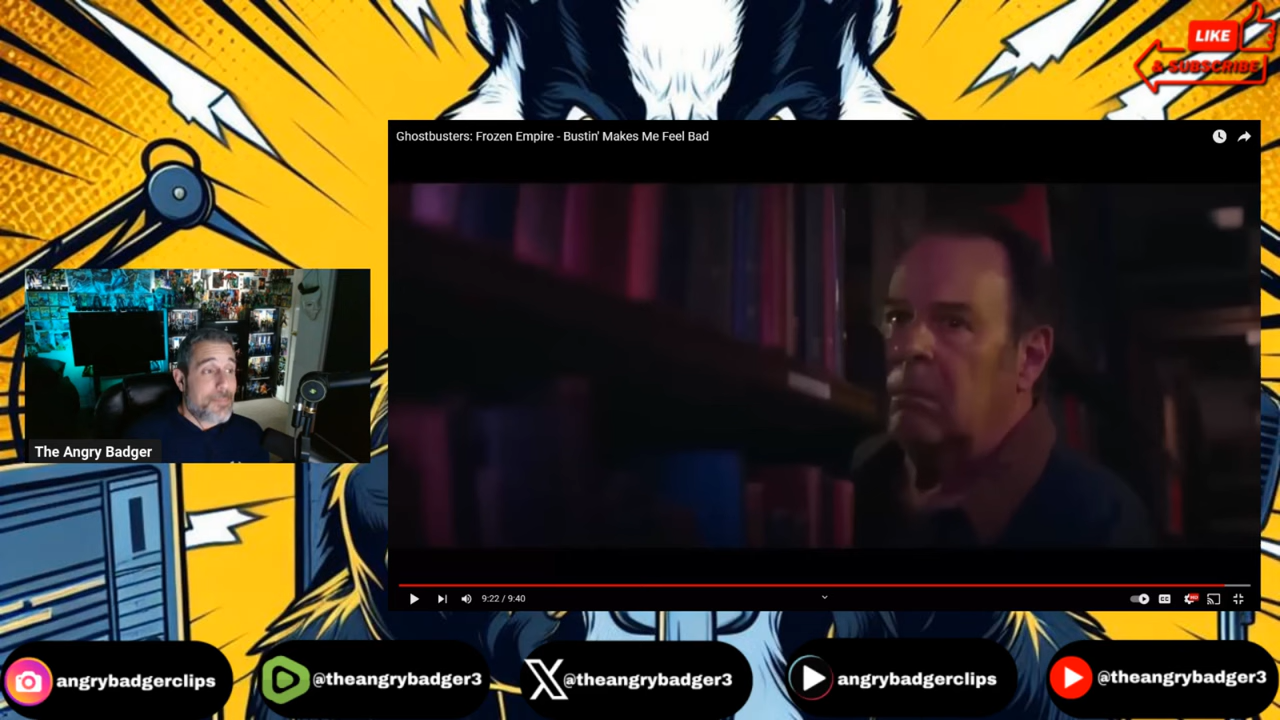 LIKE
& SUBSCRIBE
Ghostbusters: Frozen Empire - Bustin' Makes Me Feel Bad
The Angry Badger
9:22 / 9:40
CC
angrybadgerclips
@theangrybadger3
@theangrybadger3
angrybadgerclips
@theangrybadger3